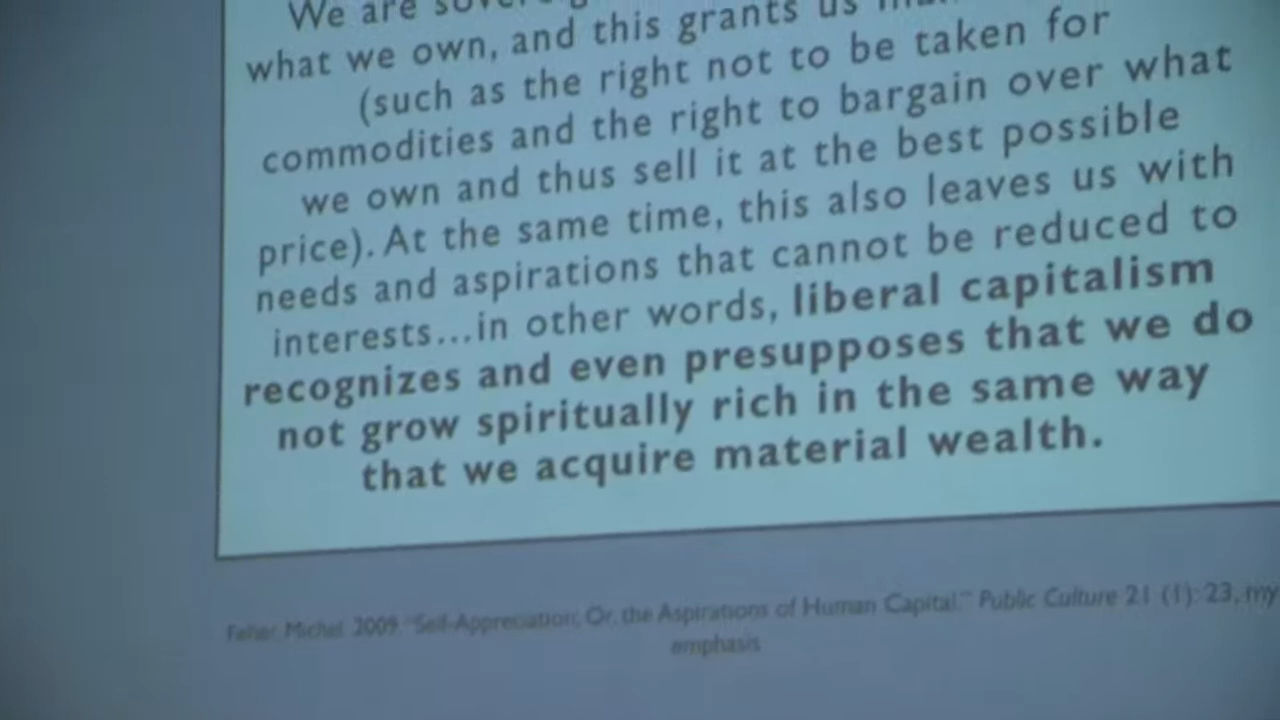 We are
what we own, and this grants us
(such as the right not to be taken for
commodities and the right to bargain over what
we own and thus sell it at the best possible
price). At the same time, this also leaves us with
needs and aspirations that cannot be reduced to
interests...in other words, liberal capitalism
recognizes and even presupposes that we do
not grow spiritually rich in the same way
that we acquire material wealth.
Feher, Michel. 2009. "Self-Appreciation; Or, the Aspirations of Human Capital." Public Culture 21 (1): 23, my
emphasis